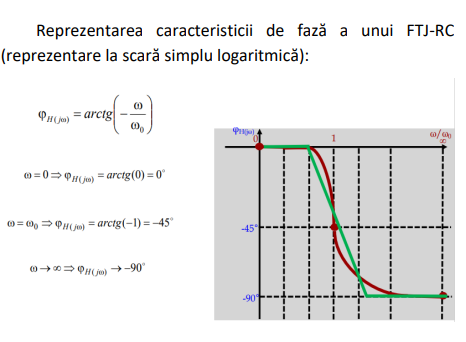 Reprezentarea caracteristicii de fază a unui FTJ-RC
(reprezentare la scară simplu logaritmică):
φH(jω) = arctg(−ω/ω0)
ω = 0 ⇒ φH(jω) = arctg(0) = 0°
ω = ω0 ⇒ φH(jω) = arctg(−1) = −45°
ω → ∞ ⇒ φH(jω) → −90°
φH(jω)
0
1
ω/ω0
∞
-45°
-90°